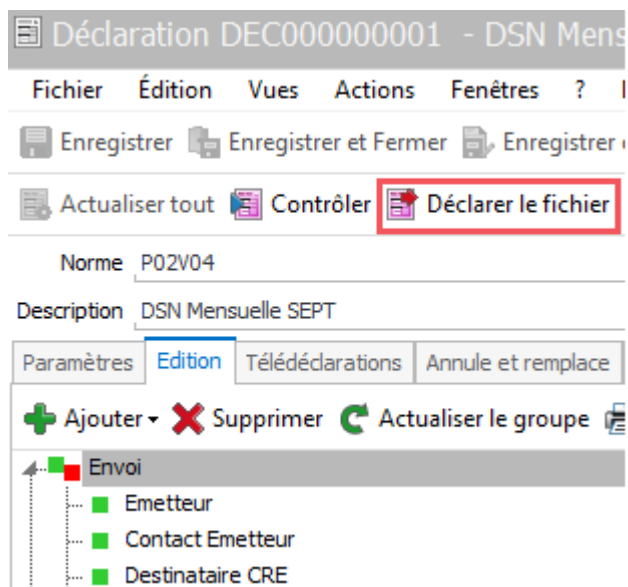 Déclaration DEC000000001 - DSN Mens
Fichier Édition Vues Actions Fenêtres ?
Enregistrer Enregistrer et Fermer Enregistrer
Actualiser tout Contrôler Déclarer le fichier
Norme P02V04
Description DSN Mensuelle SEPT
Paramètres Edition Télédéclarations Annule et remplace
Ajouter Supprimer Actualiser le groupe
Envoi
Emetteur
Contact Emetteur
Destinataire CRE